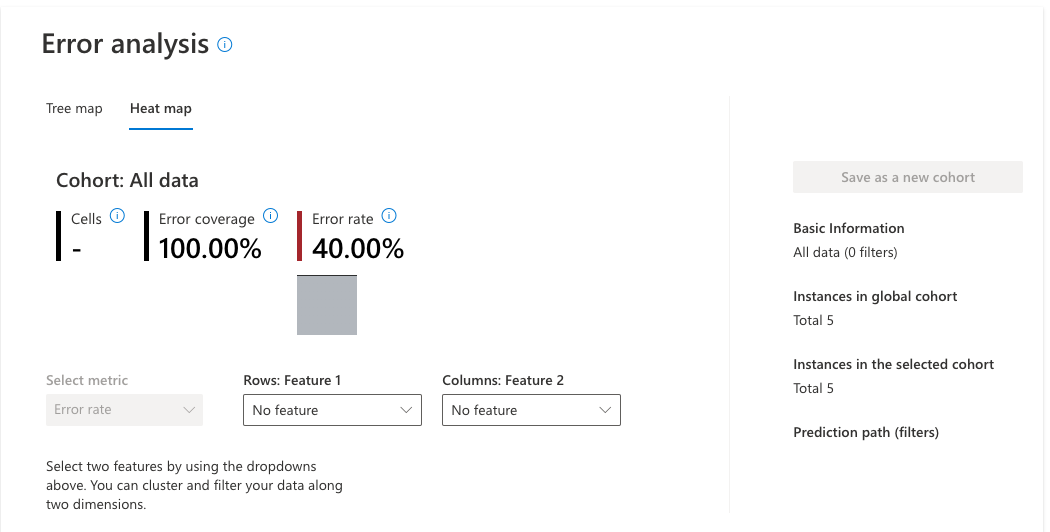 Error analysis
Tree map
Heat map
Cohort: All data
Cells
-
Error coverage
100.00%
Error rate
40.00%
Select metric
Error rate
Rows: Feature 1
No feature
Columns: Feature 2
No feature
Select two features by using the dropdowns
above. You can cluster and filter your data along
two dimensions.
Save as a new cohort
Basic Information
All data (0 filters)
Instances in global cohort
Total 5
Instances in the selected cohort
Total 5
Prediction path (filters)